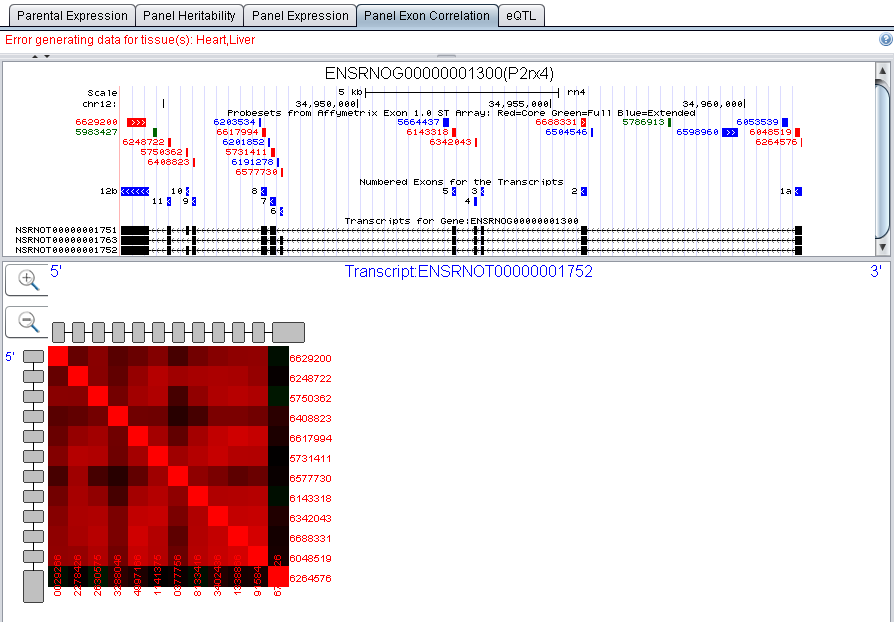 Parental Expression Panel Heritability Panel Expression Panel Exon Correlation eQTL
Error generating data for tissue(s): Heart,Liver
ENSRNOG00000001300(P2rx4)
Scale 5 kb rn4
chr12: 34,950,000 34,955,000 34,960,000
Probesets from Affymetrix Exon 1.0 ST Array: Red=Core Green=Full Blue=Extended
6629200 6203534 5664437 6688331 5786913 6053539
5983427 6617994 6143318 6504546 6598960 6048519
6248722 6201852 6342043 6264576
5750362 5731411
6408823 6191278
6577730
Numbered Exons for the Transcripts
12b 10 8 5 3 2 1a
11 9 7 4
6
Transcripts for Gene:ENSRNOG00000001300
NSRNOT00000001751
NSRNOT00000001763
NSRNOT00000001752
5' Transcript:ENSRNOT00000001752 3'
5'
6629200
6248722
5750362
6408823
6617994
5731411
6577730
6143318
6342043
6688331
6048519
6264576